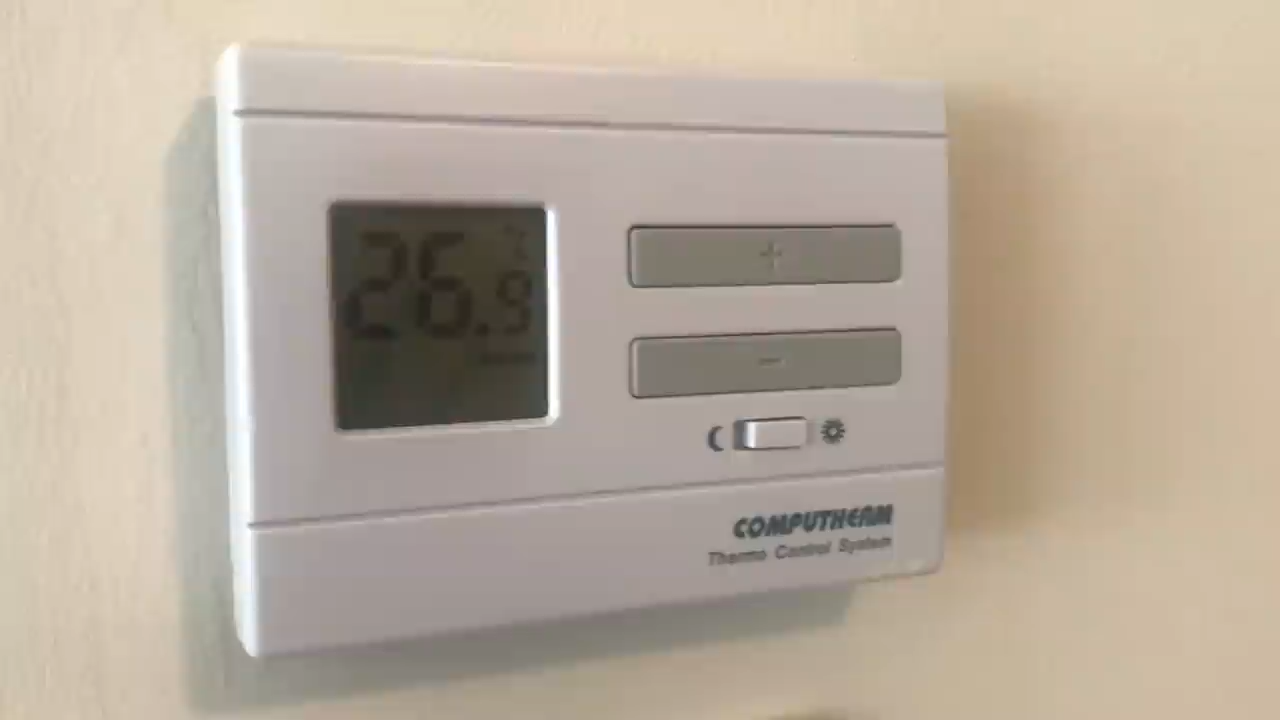 26.9
°C
+
−
COMPUTHERM
Thermo Control System